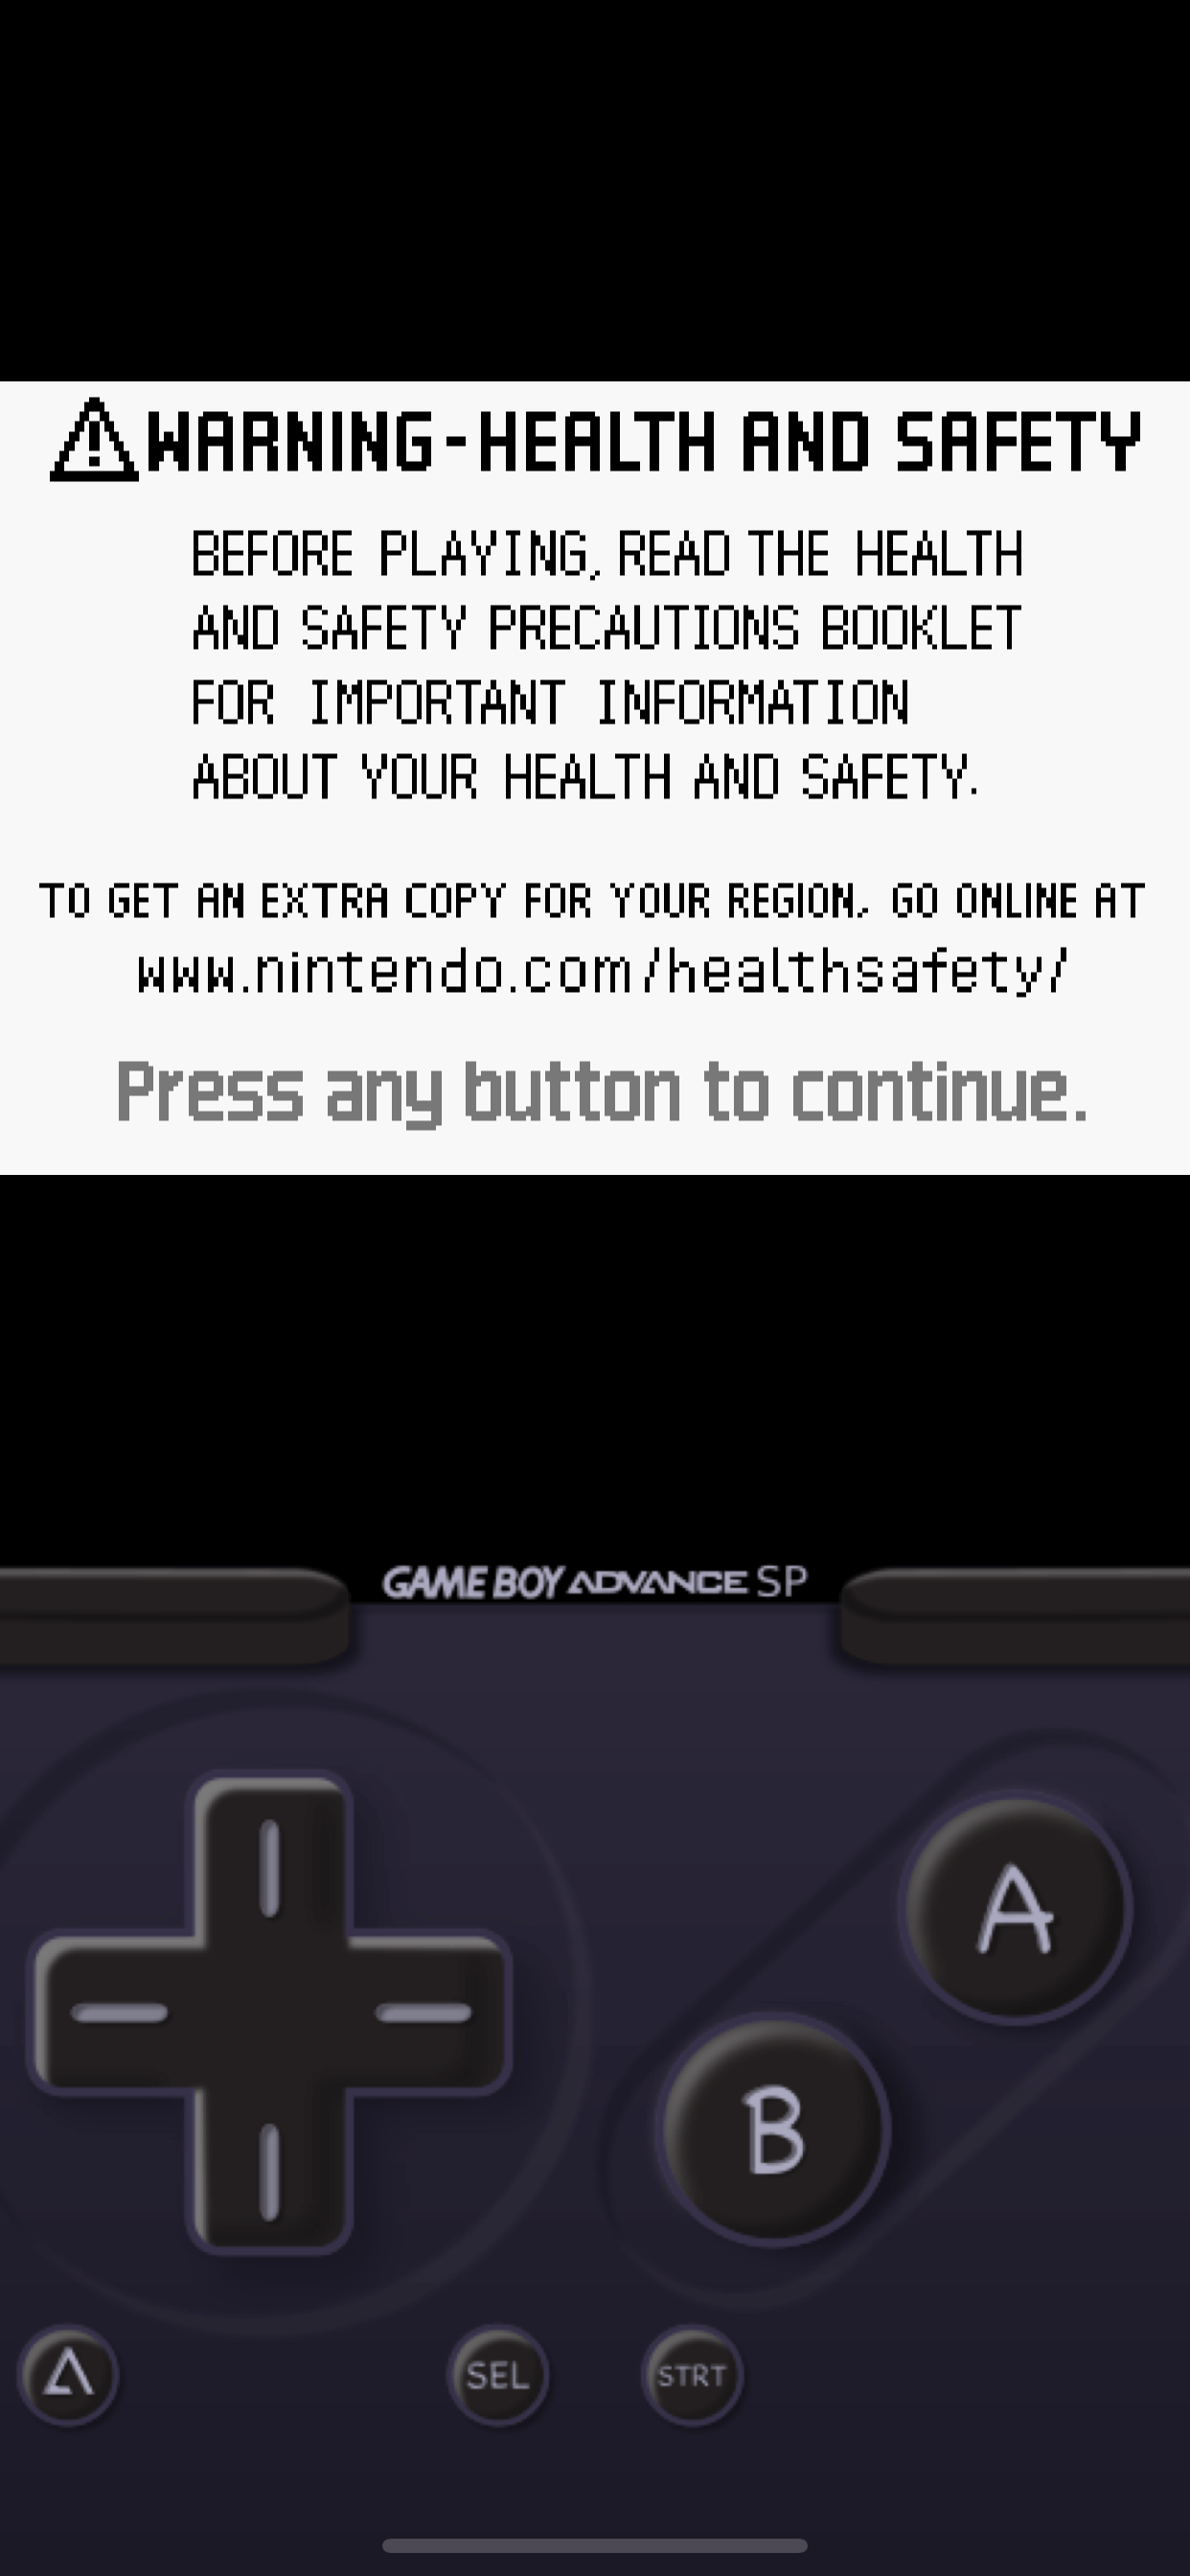 WARNING-HEALTH AND SAFETY
BEFORE PLAYING, READ THE HEALTH
AND SAFETY PRECAUTIONS BOOKLET
FOR IMPORTANT INFORMATION
ABOUT YOUR HEALTH AND SAFETY.
TO GET AN EXTRA COPY FOR YOUR REGION, GO ONLINE AT
www.nintendo.com/healthsafety/
Press any button to continue.
GAME BOY ADVANCE SP
A
B
SEL STRT